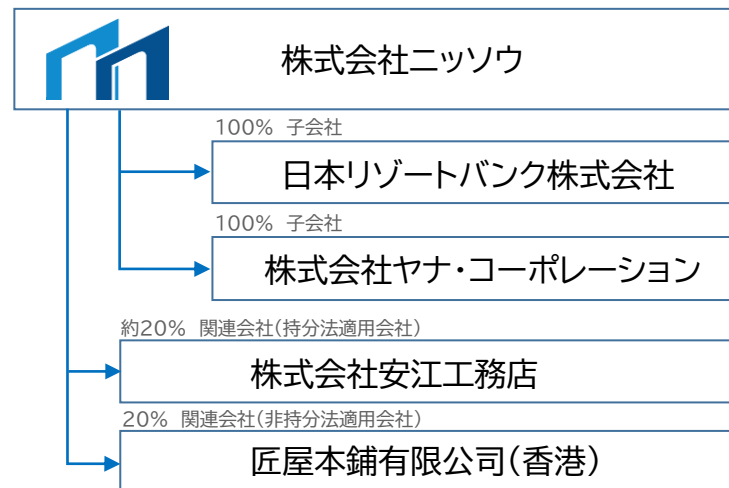 株式会社ニッソウ
100% 子会社
日本リゾートバンク株式会社
100% 子会社
株式会社ヤナ・コーポレーション
約20% 関連会社(持分法適用会社)
株式会社安江工務店
20% 関連会社(非持分法適用会社)
匠屋本舗有限公司(香港)